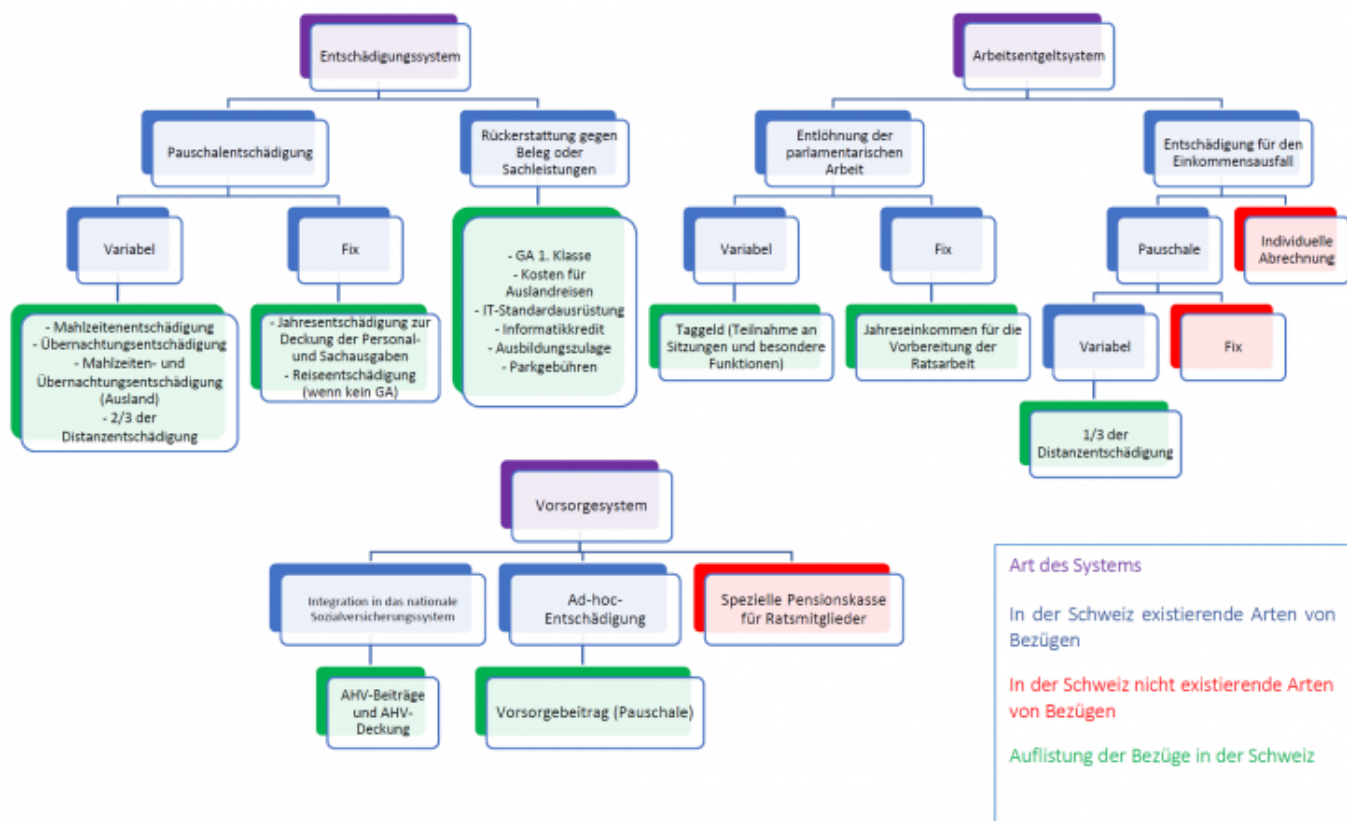 Entschädigungssystem
Pauschalentschädigung
Rückerstattung gegen
Beleg oder
Sachleistungen
Variabel
Fix
- Mahlzeitenentschädigung
- Übernachtungsentschädigung
- Mahlzeiten- und
Übernachtungsentschädigung
(Ausland)
- 2/3 der
Distanzentschädigung
- Jahresentschädigung zur
Deckung der Personal-
und Sachausgaben
- Reiseentschädigung
(wenn kein GA)
- GA 1. Klasse
- Kosten für
Auslandreisen
- IT-Standardausrüstung
- Informatikkredit
- Ausbildungszulage
- Parkgebühren
Arbeitsentgeltsystem
Entlöhnung der
parlamentarischen
Arbeit
Entschädigung für den
Einkommensausfall
Variabel
Fix
Pauschale
Individuelle
Abrechnung
Taggeld (Teilnahme an
Sitzungen und besondere
Funktionen)
Jahreseinkommen für die
Vorbereitung der
Ratsarbeit
Variabel
Fix
1/3 der
Distanzentschädigung
Vorsorgesystem
Integration in das nationale
Sozialversicherungssystem
Ad-hoc-
Entschädigung
Spezielle Pensionskasse
für Ratsmitglieder
AHV-Beiträge
und AHV-
Deckung
Vorsorgebeitrag (Pauschale)
Art des Systems
In der Schweiz existierende Arten von
Bezügen
In der Schweiz nicht existierende Arten
von Bezügen
Auflistung der Bezüge in der Schweiz